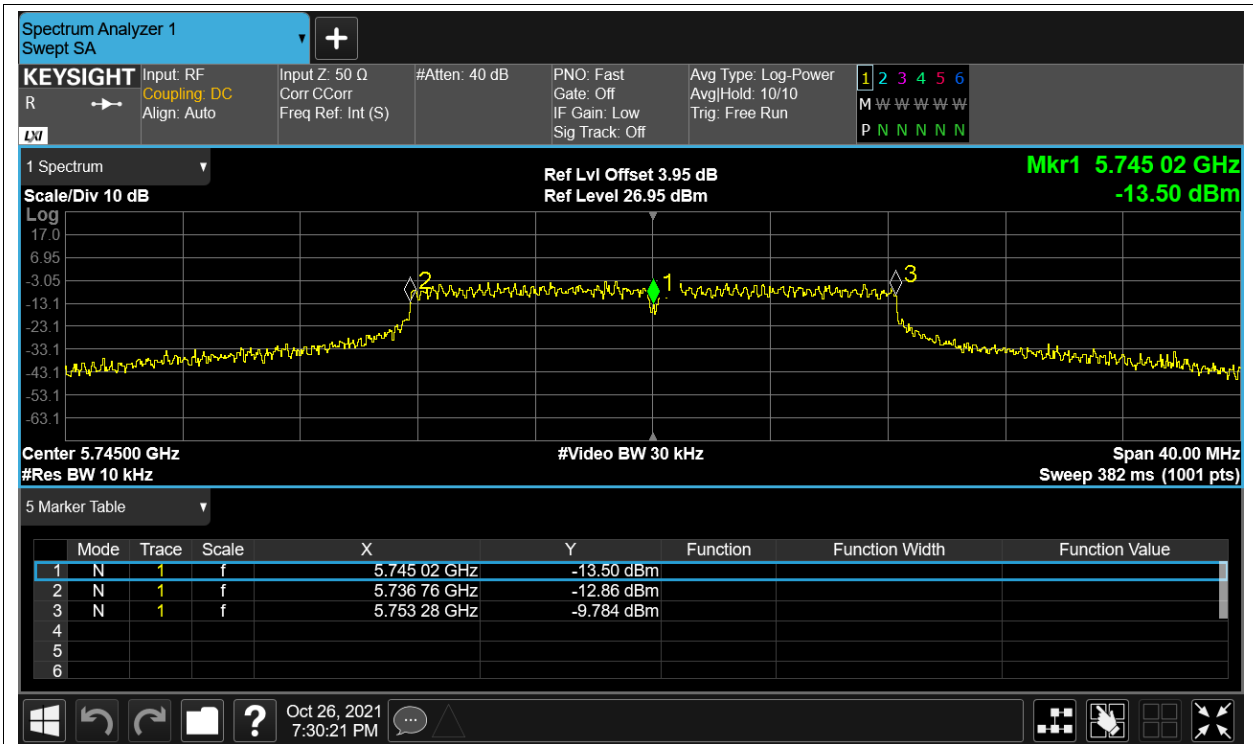 Spectrum Analyzer 1
Swept SA
KEYSIGHT
R
LXI
Input: RF
Coupling: DC
Align: Auto
Input Z: 50 Ω
Corr CCorr
Freq Ref: Int (S)
#Atten: 40 dB
PNO: Fast
Gate: Off
IF Gain: Low
Sig Track: Off
Avg Type: Log-Power
Avg|Hold: 10/10
Trig: Free Run
1 2 3 4 5 6
M W W W W W
P N N N N N
1 Spectrum
Scale/Div 10 dB
Ref Lvl Offset 3.95 dB
Ref Level 26.95 dBm
Mkr1 5.745 02 GHz
-13.50 dBm
Log
17.0
6.95
-3.05
-13.1
-23.1
-33.1
-43.1
-53.1
-63.1
2
1
3
Center 5.74500 GHz
#Video BW 30 kHz
Span 40.00 MHz
#Res BW 10 kHz
Sweep 382 ms (1001 pts)
5 Marker Table
Mode Trace Scale X Y Function Function Width Function Value
1 N 1 f 5.745 02 GHz -13.50 dBm
2 N 1 f 5.736 76 GHz -12.86 dBm
3 N 1 f 5.753 28 GHz -9.784 dBm
4
5
6
?
Oct 26, 2021
7:30:21 PM